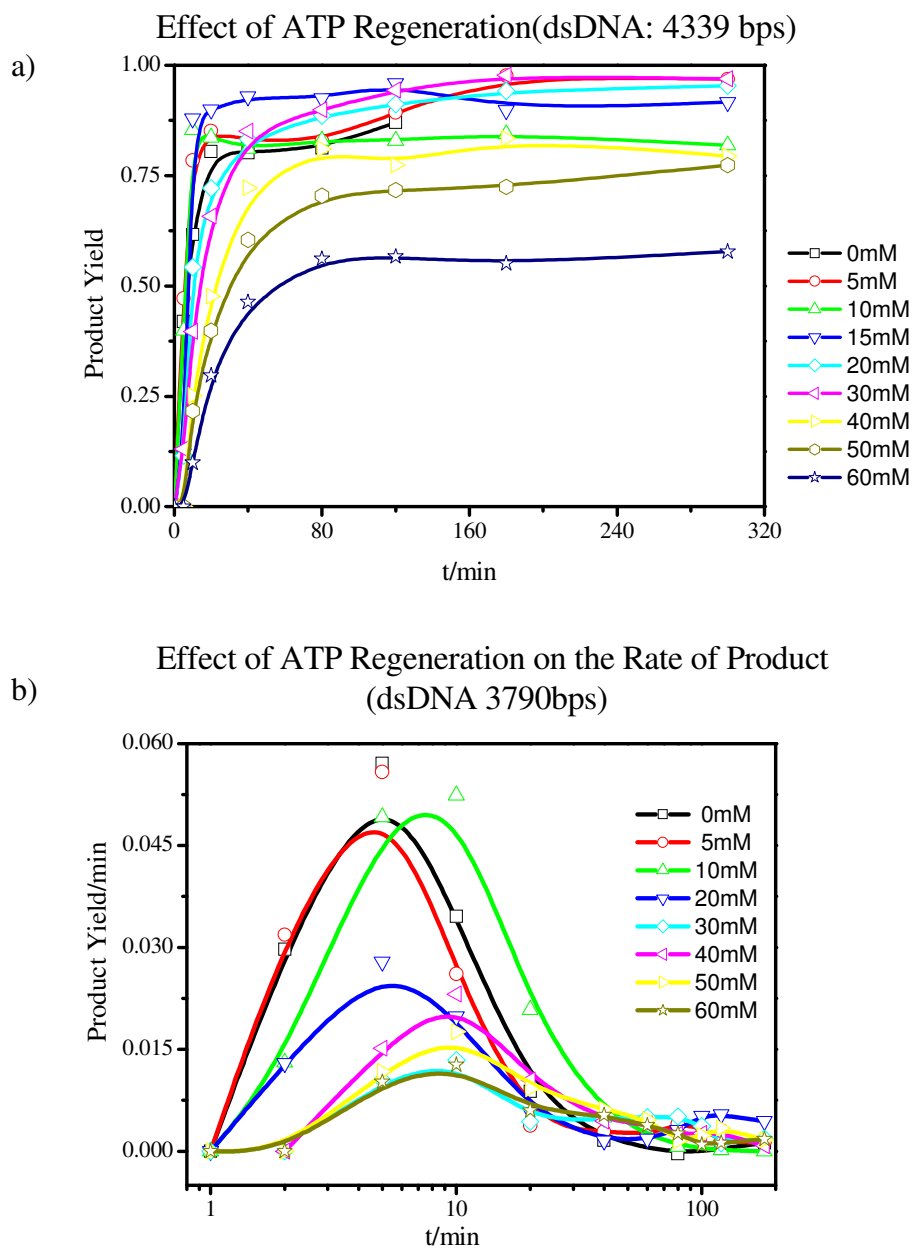 Effect of ATP Regeneration(dsDNA: 4339 bps)
a)
1.00
0.75
0.50
0.25
0.00
Product Yield
0 80 160 240 320
t/min
0mM
5mM
10mM
15mM
20mM
30mM
40mM
50mM
60mM
Effect of ATP Regeneration on the Rate of Product
(dsDNA 3790bps)
b)
0.060
0.045
0.030
0.015
0.000
Product Yield/min
1 10 100
t/min
0mM
5mM
10mM
20mM
30mM
40mM
50mM
60mM